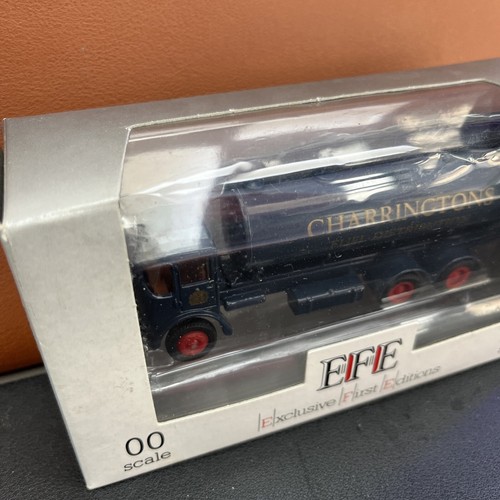 CHARRINGTONS
EFE
Exclusive First Editions
00
scale